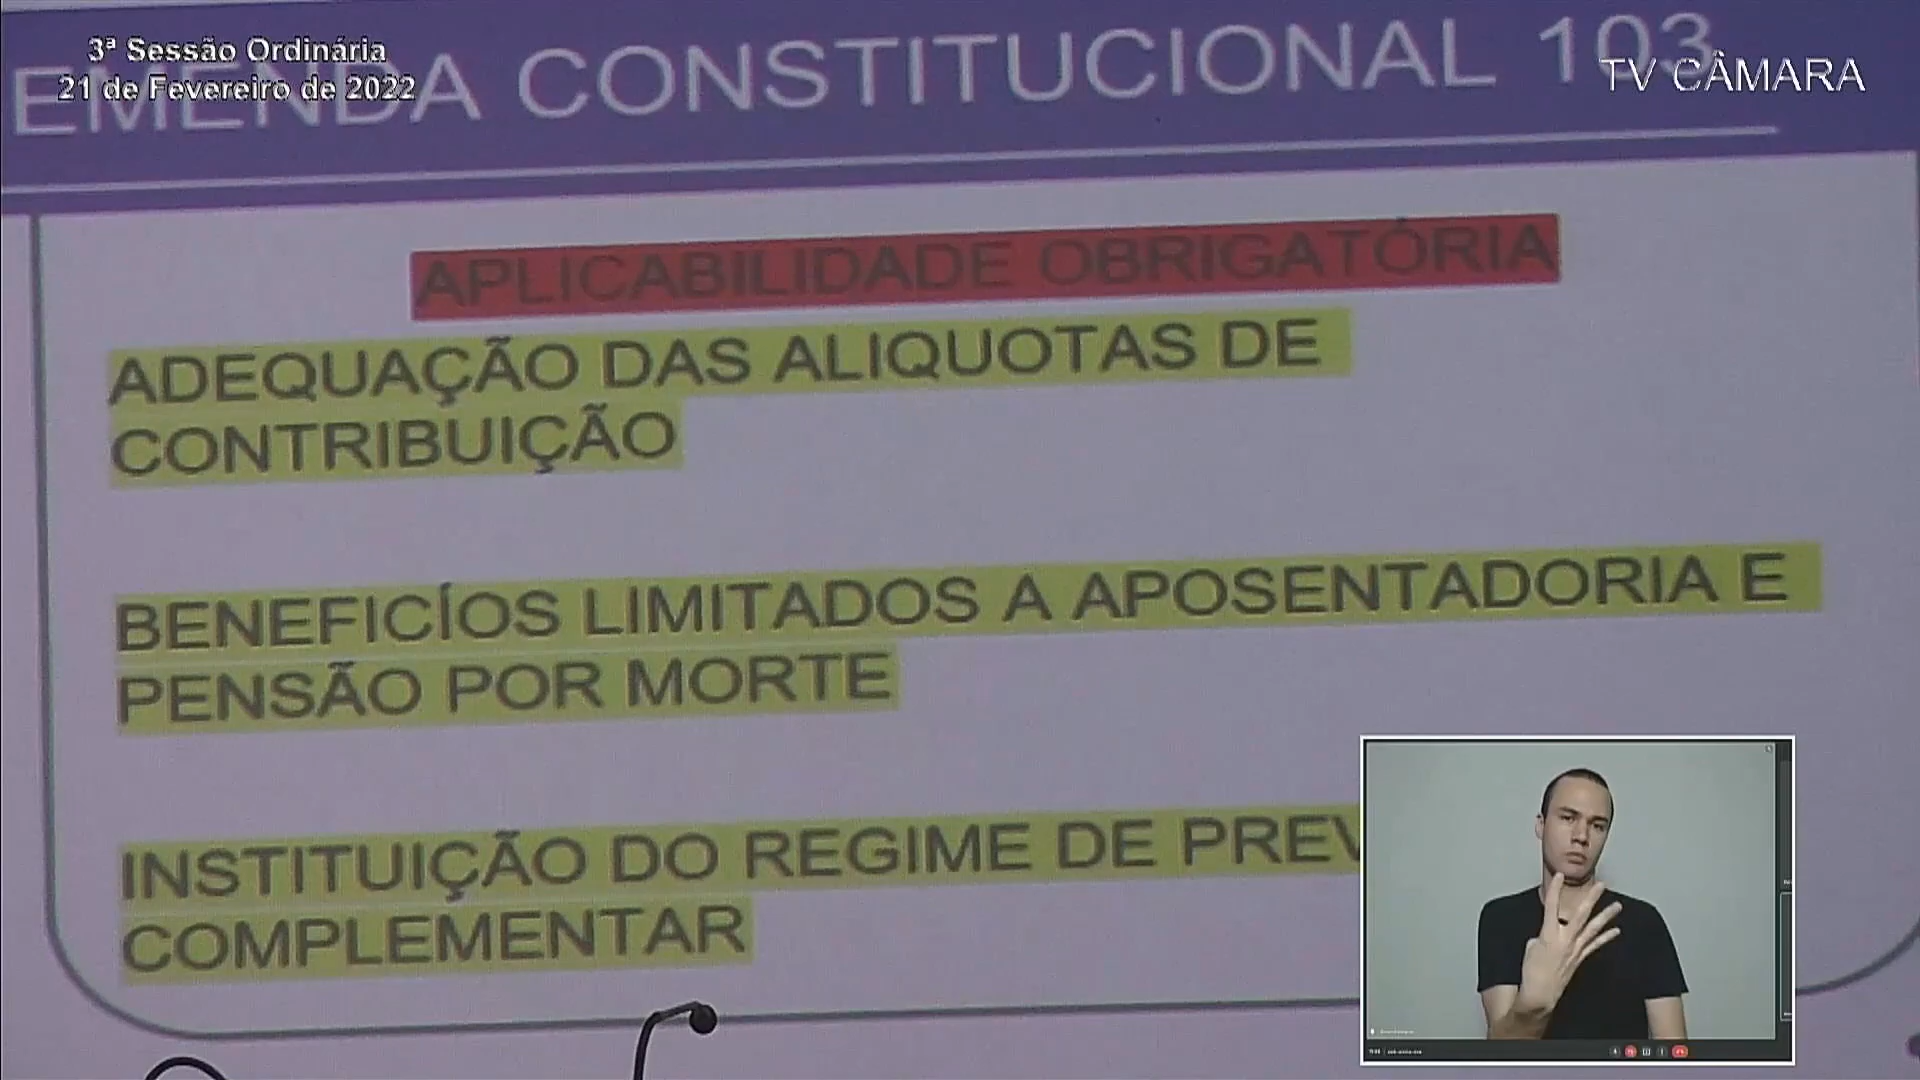 3ª Sessão Ordinária
21 de Fevereiro de 2022
TV CÂMARA
EMENDA CONSTITUCIONAL 103
APLICABILIDADE OBRIGATÓRIA
ADEQUAÇÃO DAS ALIQUOTAS DE
CONTRIBUIÇÃO
BENEFICÍOS LIMITADOS A APOSENTADORIA E
PENSÃO POR MORTE
INSTITUIÇÃO DO REGIME DE PREV
COMPLEMENTAR